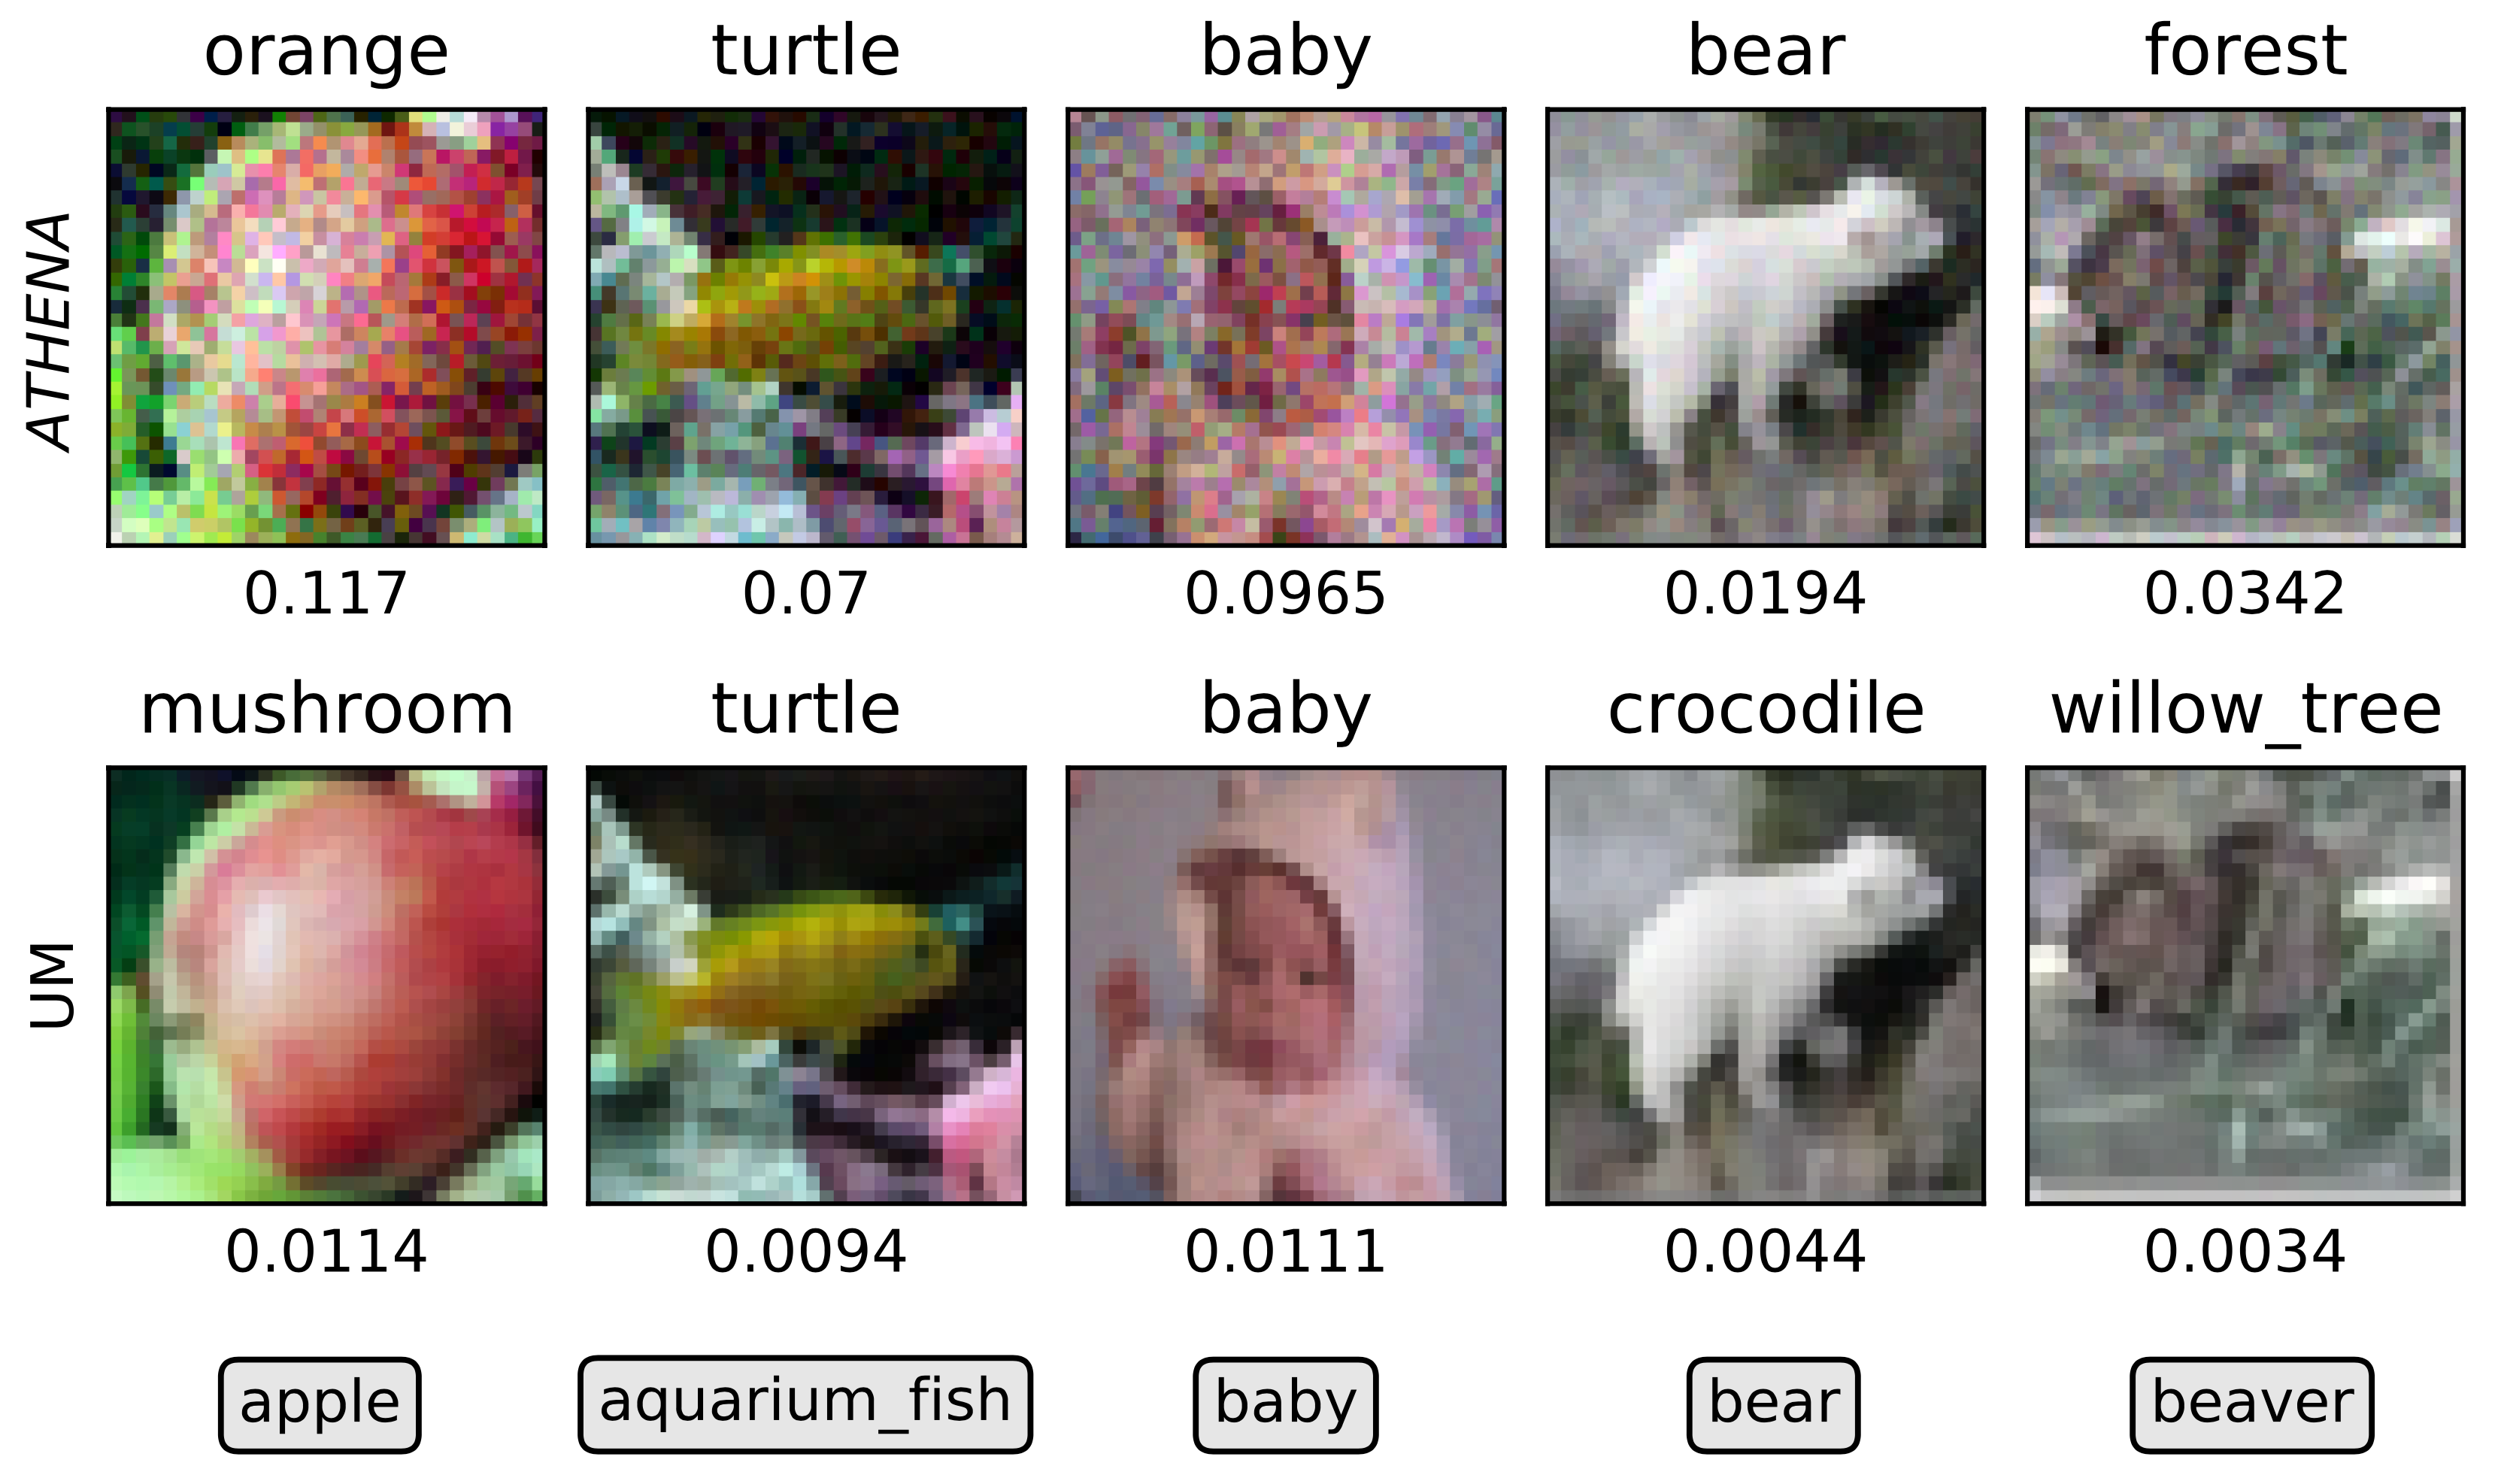 orange turtle baby bear forest
ATHENA
0.117 0.07 0.0965 0.0194 0.0342
mushroom turtle baby crocodile willow_tree
UM
0.0114 0.0094 0.0111 0.0044 0.0034
apple aquarium_fish baby bear beaver